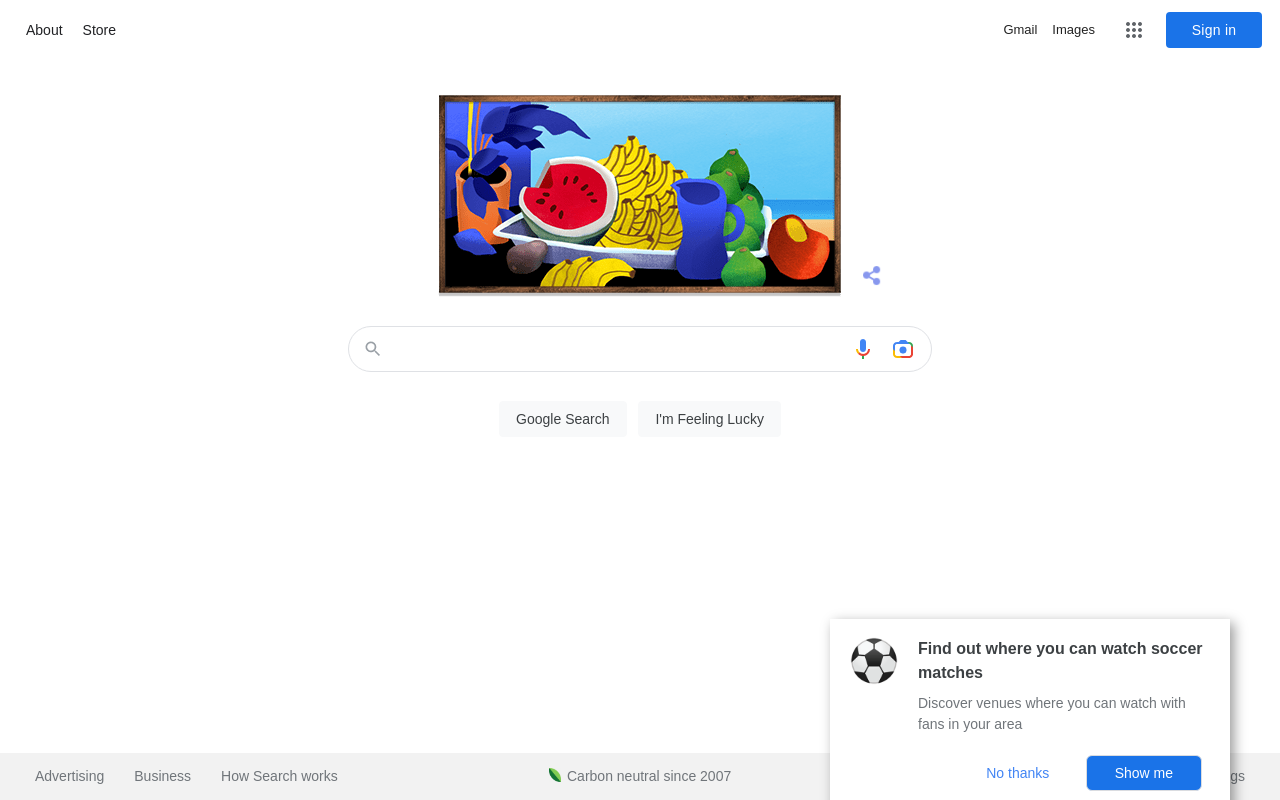 About Store
Gmail Images Sign in
Google Search I'm Feeling Lucky
Find out where you can watch soccer
matches
Discover venues where you can watch with
fans in your area
No thanks Show me
Advertising Business How Search works Carbon neutral since 2007